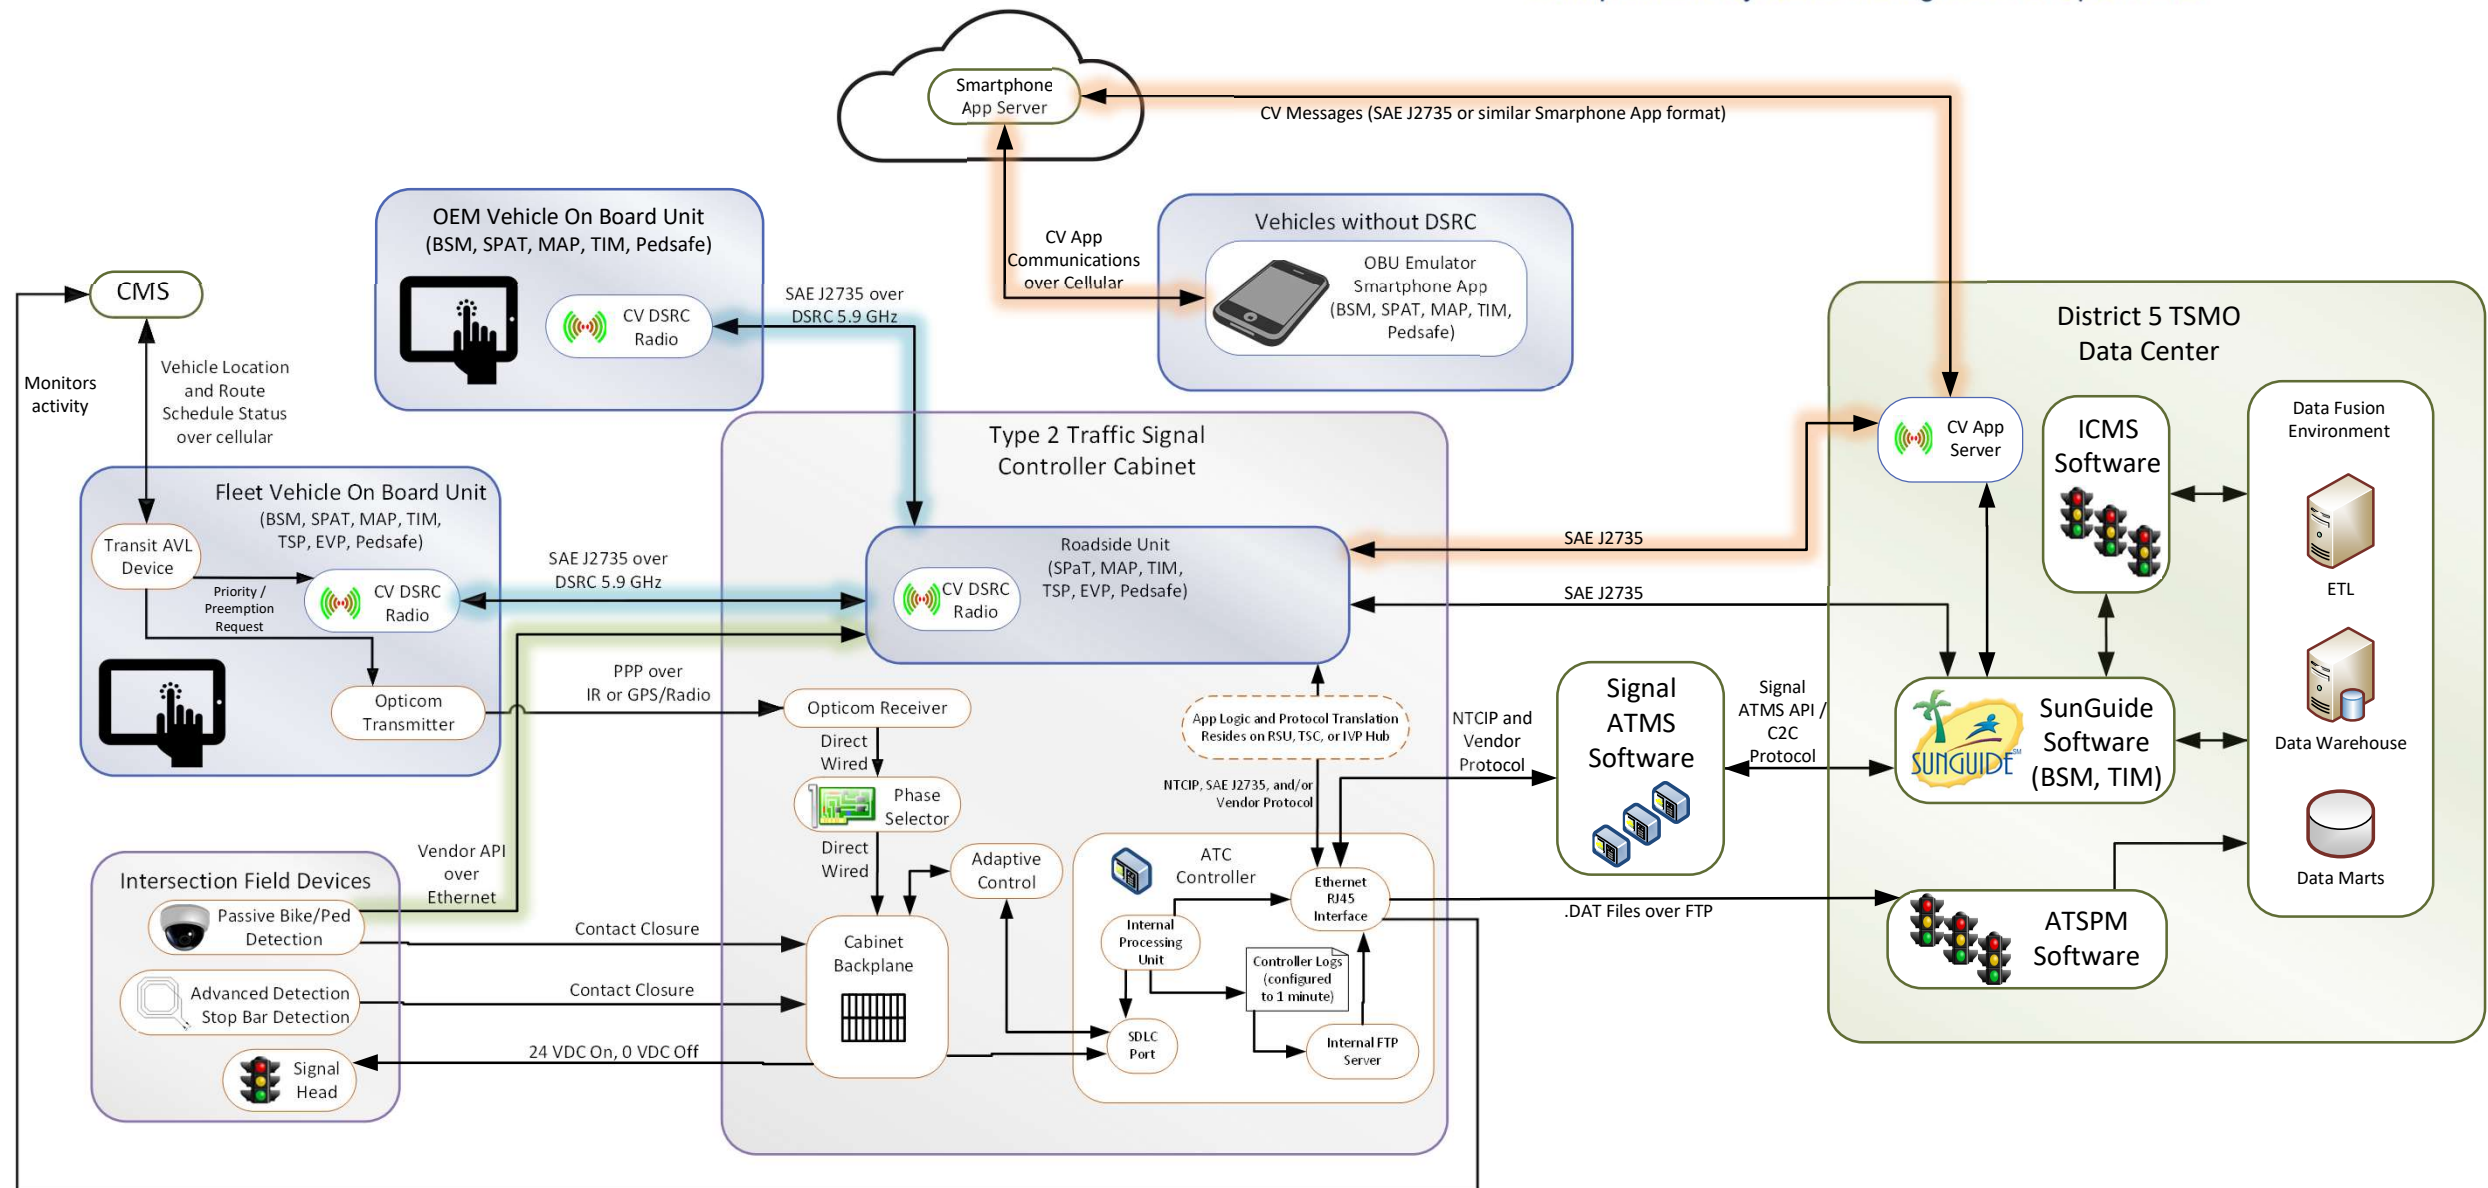 Smartphone
App Server
CV Messages (SAE J2735 or similar Smarphone App format)
OEM Vehicle On Board Unit
(BSM, SPAT, MAP, TIM, Pedsafe)
CV DSRC
Radio
SAE J2735 over
DSRC 5.9 GHz
CV App
Communications
over Cellular
Vehicles without DSRC
OBU Emulator
Smartphone App
(BSM, SPAT, MAP, TIM,
Pedsafe)
CMS
Monitors
activity
Vehicle Location
and Route
Schedule Status
over cellular
Fleet Vehicle On Board Unit
(BSM, SPAT, MAP, TIM,
TSP, EVP, Pedsafe)
Transit AVL
Device
Priority /
Preemption
Request
CV DSRC
Radio
Opticom
Transmitter
SAE J2735 over
DSRC 5.9 GHz
PPP over
IR or GPS/Radio
Type 2 Traffic Signal
Controller Cabinet
Roadside Unit
(SPaT, MAP, TIM,
TSP, EVP, Pedsafe)
CV DSRC
Radio
Opticom Receiver
Direct
Wired
Phase
Selector
Direct
Wired
App Logic and Protocol Translation
Resides on RSU, TSC, or IVP Hub
NTCIP, SAE J2735, and/or
Vendor Protocol
Adaptive
Control
Cabinet
Backplane
ATC
Controller
Ethernet
RJ45
Interface
Internal
Processing
Unit
Controller Logs
(configured
to 1 minute)
SDLC
Port
Internal FTP
Server
Intersection Field Devices
Passive Bike/Ped
Detection
Advanced Detection
Stop Bar Detection
Signal
Head
Vendor API
over
Ethernet
Contact Closure
Contact Closure
24 VDC On, 0 VDC Off
SAE J2735
SAE J2735
NTCIP and
Vendor
Protocol
Signal
ATMS
Software
Signal
ATMS API /
C2C
Protocol
.DAT Files over FTP
District 5 TSMO
Data Center
CV App
Server
ICMS
Software
SUNGUIDE SM
SunGuide
Software
(BSM, TIM)
ATSPM
Software
Data Fusion
Environment
ETL
Data Warehouse
Data Marts